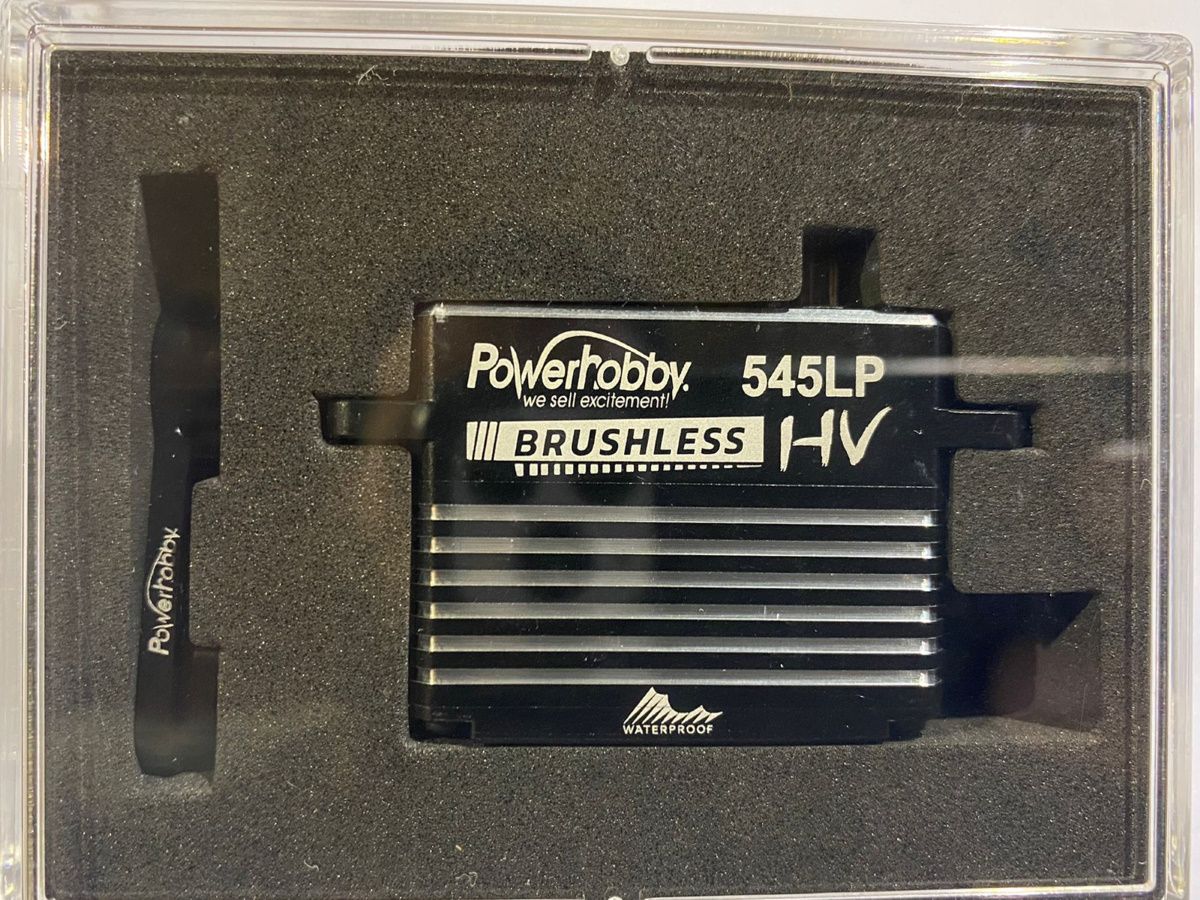 Powerhobby
Powerhobby
we sell excitement!
545LP
BRUSHLESS
HV
WATERPROOF